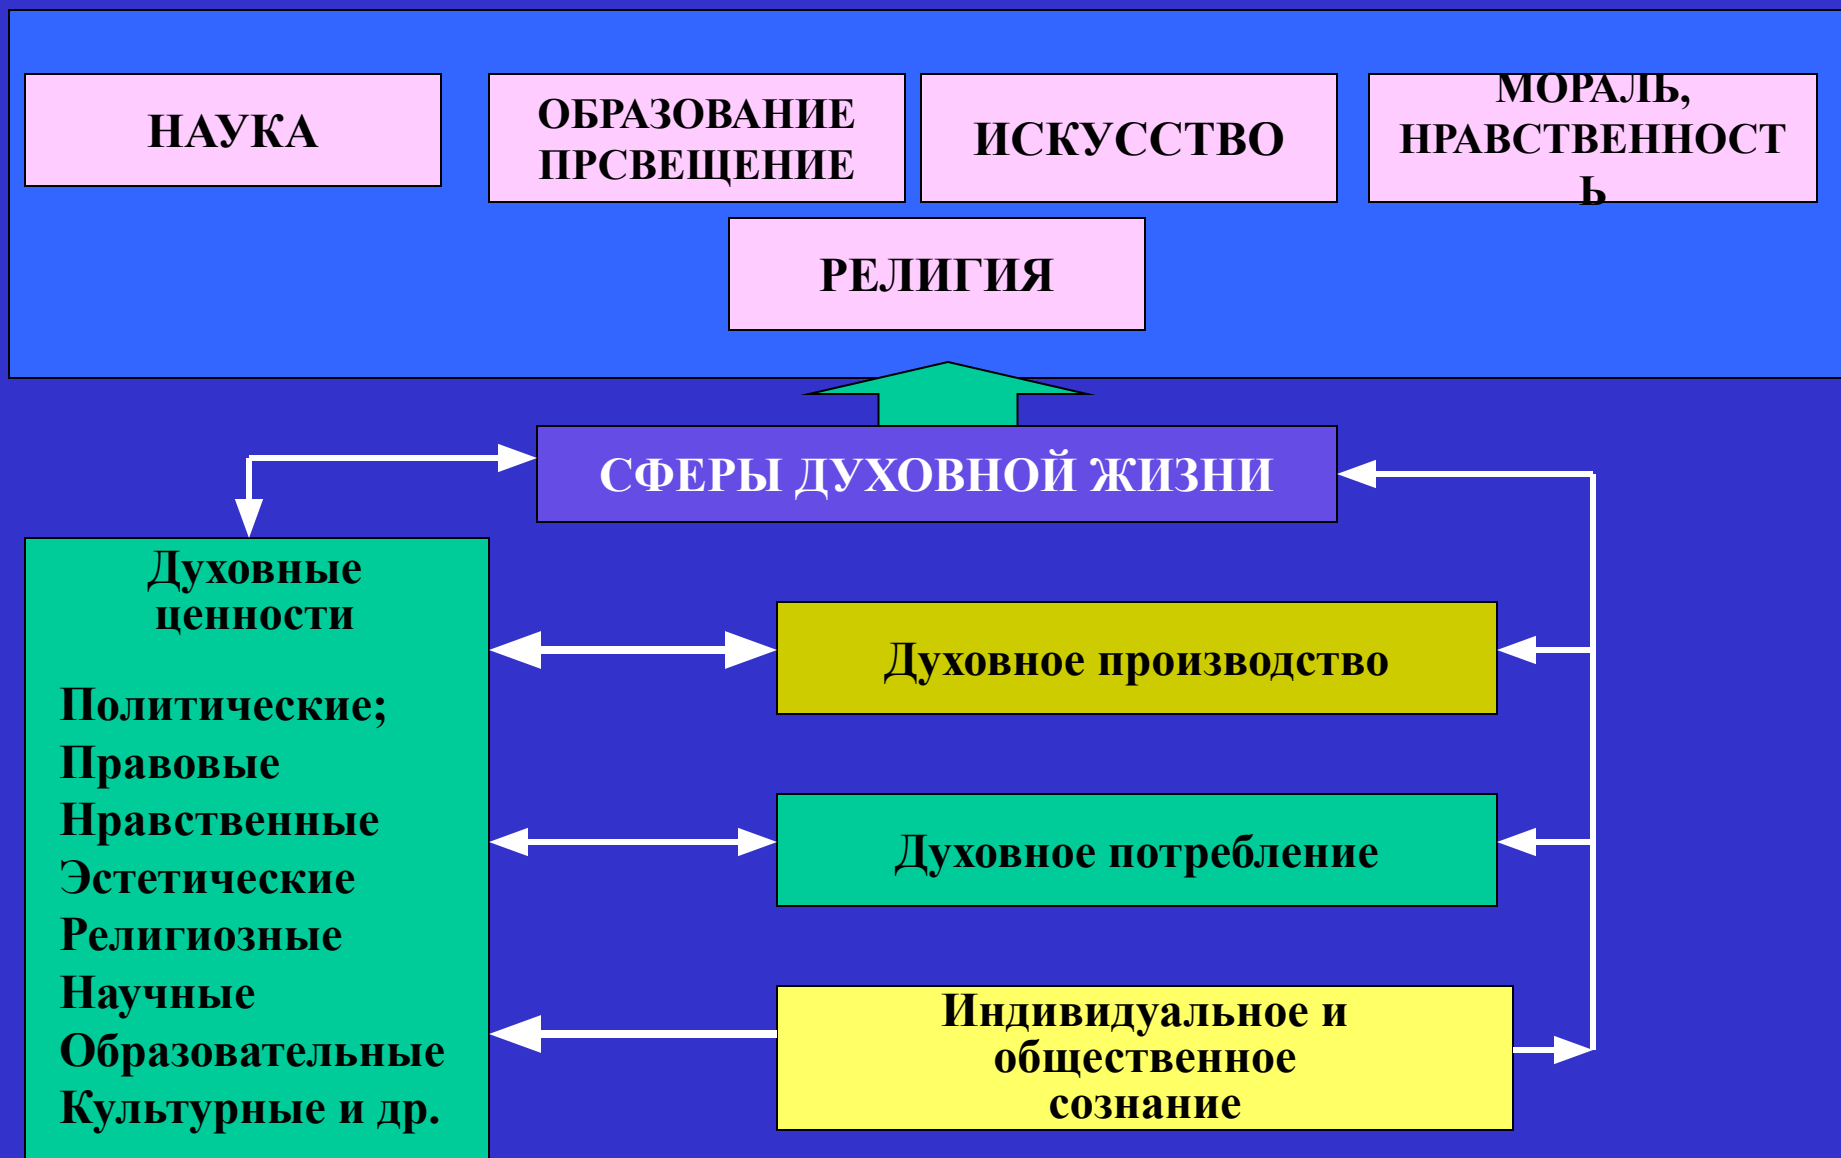 НАУКА
ОБРАЗОВАНИЕ
ПРСВЕЩЕНИЕ
ИСКУССТВО
МОРАЛЬ,
НРАВСТВЕННОСТ
Ь
РЕЛИГИЯ
СФЕРЫ ДУХОВНОЙ ЖИЗНИ
Духовные
ценности
Политические;
Правовые
Нравственные
Эстетические
Религиозные
Научные
Образовательные
Культурные и др.
Духовное производство
Духовное потребление
Индивидуальное и
общественное
сознание